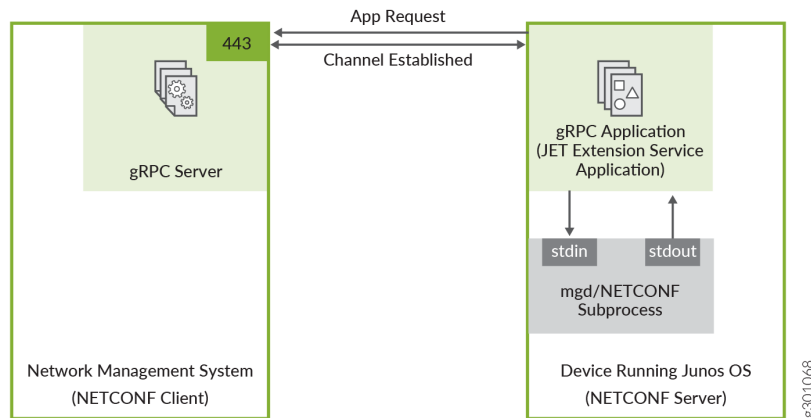 App Request
443
Channel Established
gRPC Server
gRPC Application
(JET Extension Service
Application)
stdin
stdout
mgd/NETCONF
Subprocess
Network Management System
(NETCONF Client)
Device Running Junos OS
(NETCONF Server)
g301068